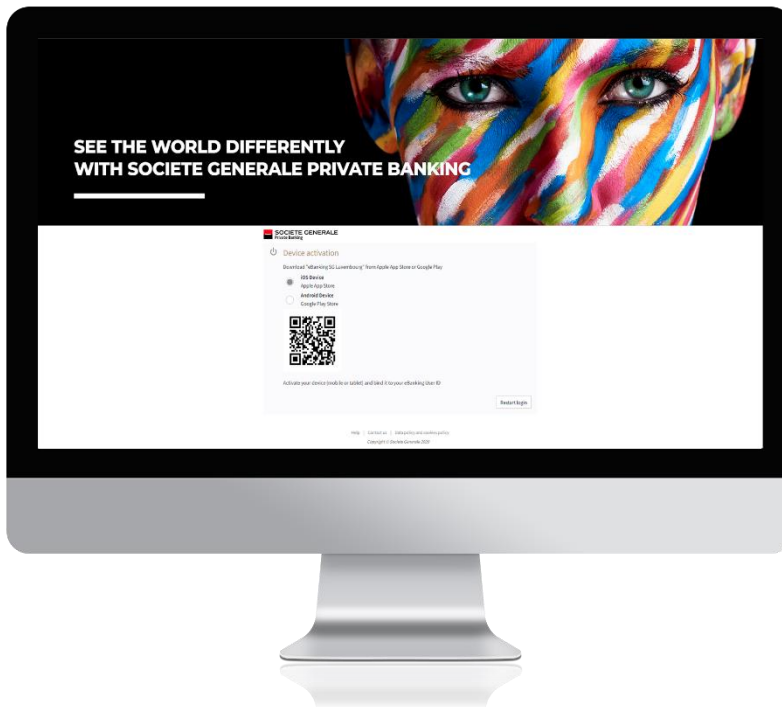 SEE THE WORLD DIFFERENTLY
WITH SOCIETE GENERALE PRIVATE BANKING
SOCIETE GENERALE
Private Banking
Device activation
Download "eBanking SG Luxembourg" from Apple App Store or Google Play
iOS Device
Apple App Store
Android Device
Google Play Store
Activate your device (mobile or tablet) and bind it to your eBanking User ID
Restart login
Help | Contact us | Data policy and cookies policy
Copyright © Societe Generale 2020